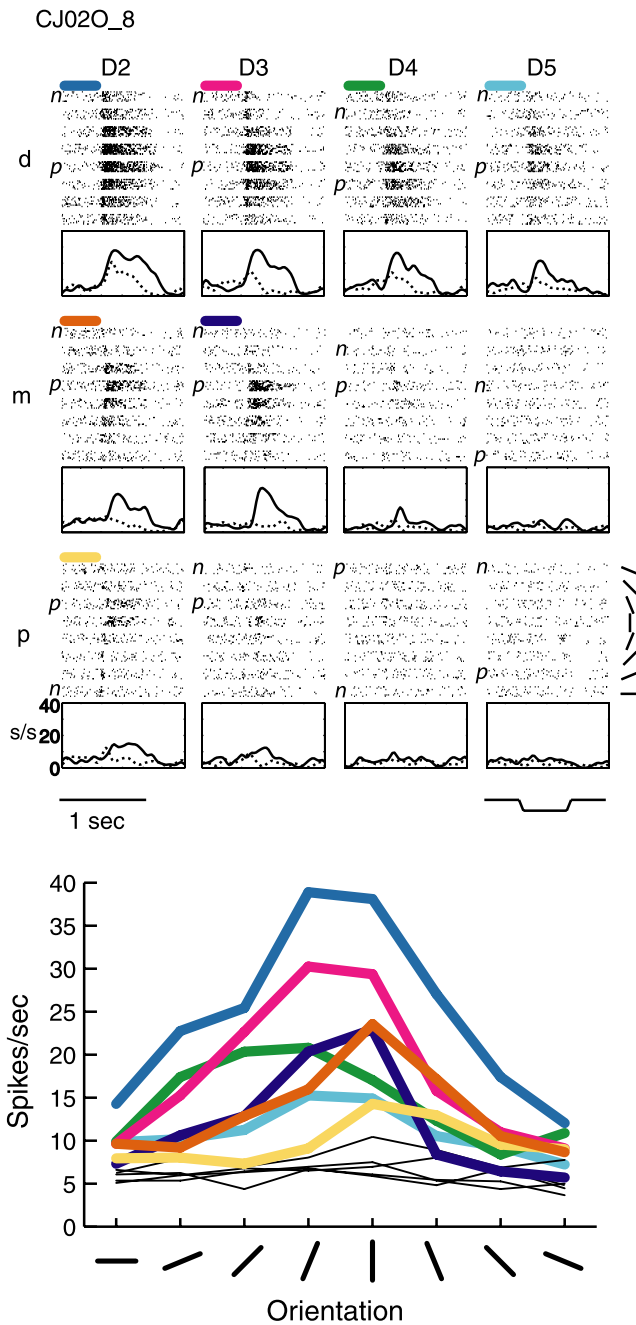 CJ02O_8
D2 D3 D4 D5
n n n
n
d
p p
p
n n
n
p p p n
m
p
p n
p p
p
p
n n
40
s/s 20
0
1 sec
40
35
30
25
20
15
10
5
0
Spikes/sec
Orientation